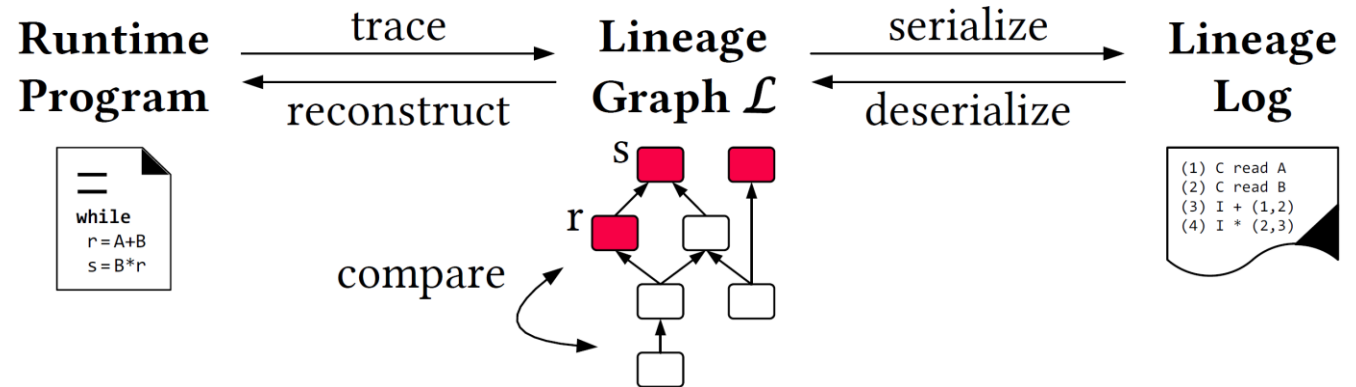 Runtime
Program
trace
reconstruct
Lineage
Graph ℒ
serialize
deserialize
Lineage
Log
while
r=A+B
s=B*r
s
r
compare
(1) C read A
(2) C read B
(3) I + (1,2)
(4) I * (2,3)